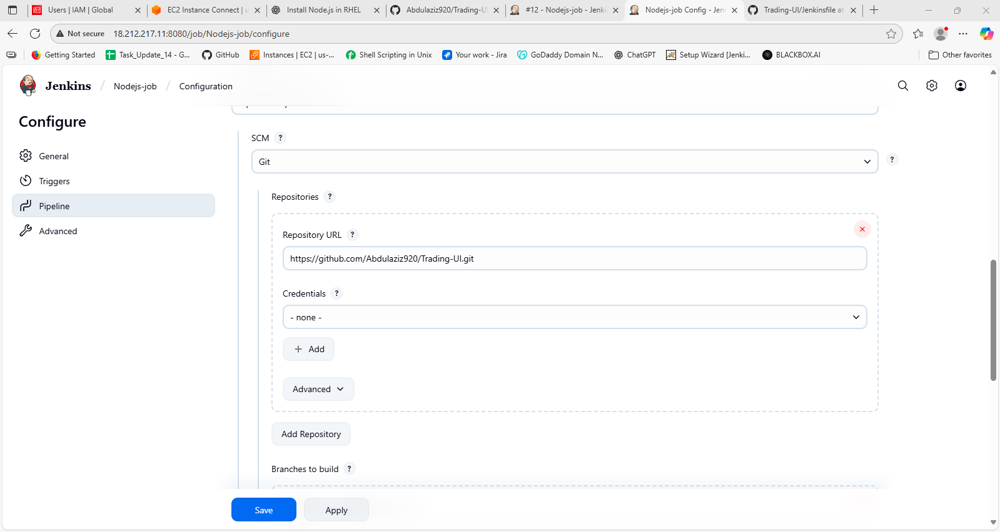 Users | IAM | Global
EC2 Instance Connect | u
Install Node.js in RHEL
Abdulaziz920/Trading-UI
#12 - Nodejs-job - Jenki
Nodejs-job Config - Jen
Trading-UI/Jenkinsfile at
Not secure
18.212.217.11:8080/job/Nodejs-job/configure
Getting Started
Task_Update_14 - G...
GitHub
Instances | EC2 | us-...
Shell Scripting in Unix
Your work - Jira
GoDaddy Domain N...
ChatGPT
Setup Wizard [Jenki...
BLACKBOX.AI
Other favorites
Jenkins / Nodejs-job / Configuration
Configure
General
Triggers
Pipeline
Advanced
SCM ?
Git
?
Repositories ?
Repository URL ?
https://github.com/Abdulaziz920/Trading-UI.git
Credentials ?
- none -
+ Add
Advanced
Add Repository
Branches to build ?
Save
Apply